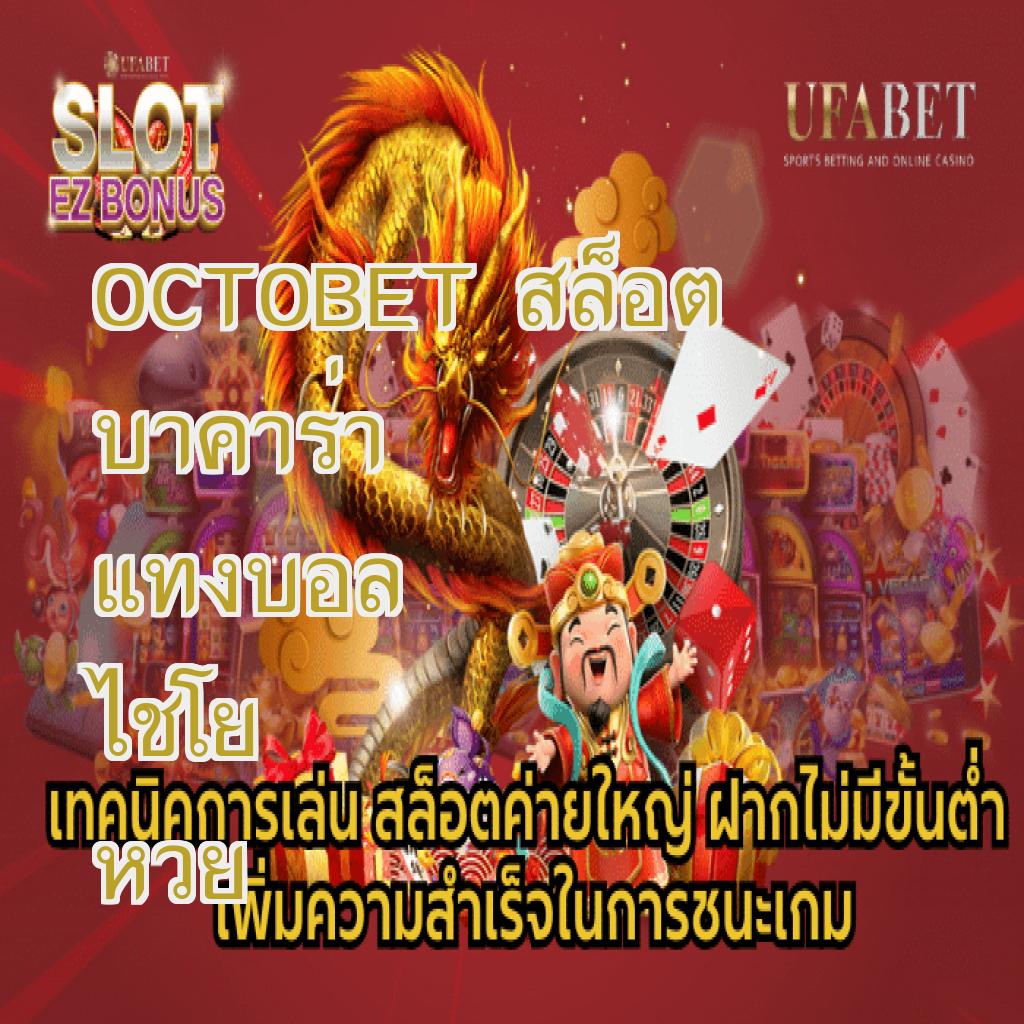 UFABET
SLOT
EZ BONUS
UFABET
SPORTS BETTING AND ONLINE CASINO
OCTOBET สล็อต
บาคาร่า
แทงบอล
ไชโย
เทคนิคการเล่น สล็อตค่ายใหญ่ ฝากไม่มีขั้นต่ำ
หวย
เพิ่มความสำเร็จในการชนะเกม